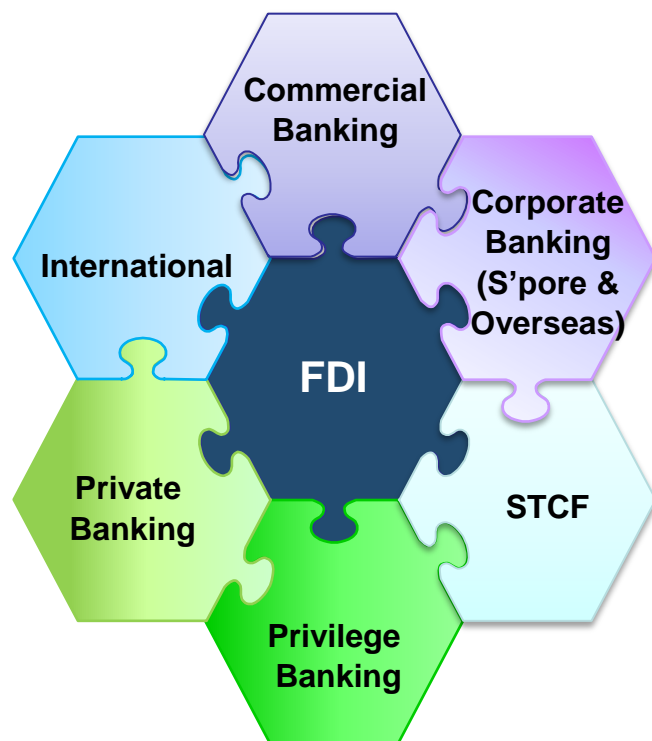 Commercial
Banking
Corporate
Banking
(S'pore &
Overseas)
International
FDI
Private
Banking
STCF
Privilege
Banking